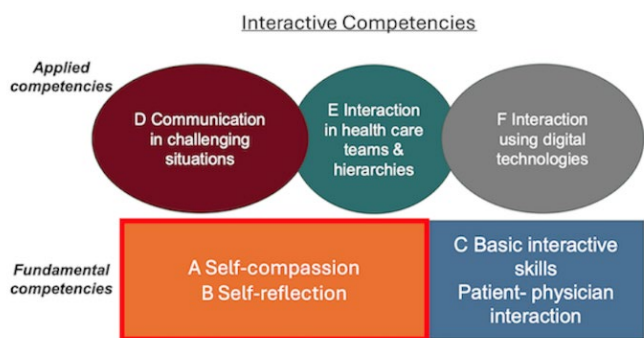 Interactive Competencies
Applied
competencies
D Communication
in challenging
situations
E Interaction
in health care
teams &
hierarchies
F Interaction
using digital
technologies
Fundamental
competencies
A Self-compassion
B Self-reflection
C Basic interactive
skills
Patient- physician
interaction